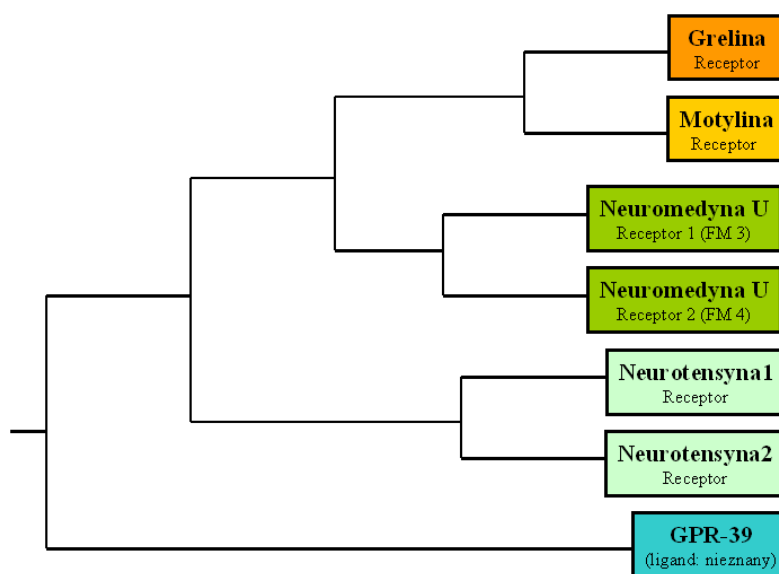 Grelina
Receptor
Motylina
Receptor
Neuromedyna U
Receptor 1 (FM 3)
Neuromedyna U
Receptor 2 (FM 4)
Neurotensyna1
Receptor
Neurotensyna2
Receptor
GPR-39
(ligand: nieznany)